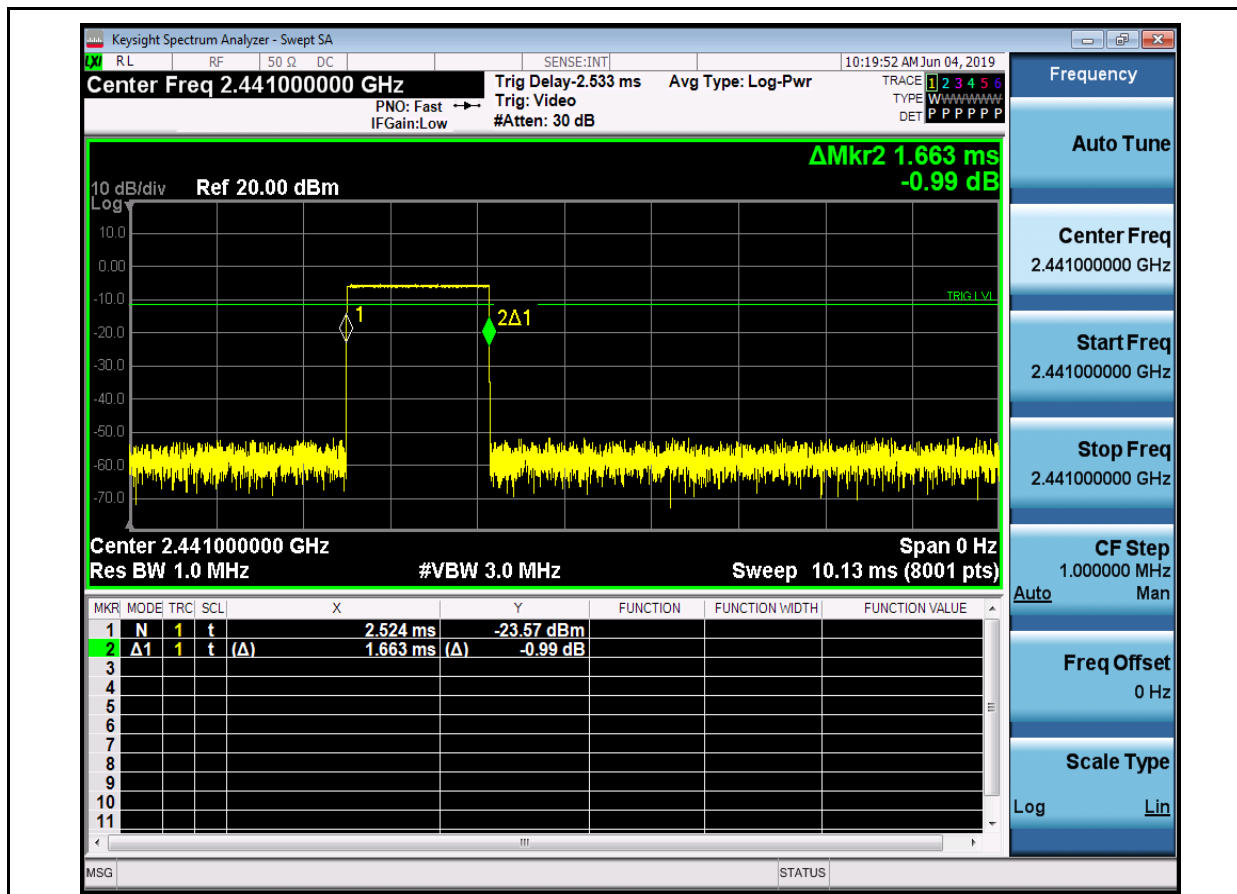 Keysight Spectrum Analyzer - Swept SA
LXI RL RF 50 Ω DC SENSE:INT 10:19:52 AM Jun 04, 2019
Center Freq 2.441000000 GHz
PNO: Fast
IFGain:Low
Trig Delay-2.533 ms
Trig: Video
#Atten: 30 dB
Avg Type: Log-Pwr
TRACE 1 2 3 4 5 6
TYPE WWWWWW
DET P P P P P P
ΔMkr2 1.663 ms
-0.99 dB
10 dB/div Ref 20.00 dBm
Log
10.0
0.00
-10.0
TRIG LVL
1
2Δ1
-20.0
-30.0
-40.0
-50.0
-60.0
-70.0
Center 2.441000000 GHz Span 0 Hz
Res BW 1.0 MHz #VBW 3.0 MHz Sweep 10.13 ms (8001 pts)
MKR MODE TRC SCL X Y FUNCTION FUNCTION WIDTH FUNCTION VALUE
1 N 1 t 2.524 ms -23.57 dBm
2 Δ1 1 t (Δ) 1.663 ms (Δ) -0.99 dB
3
4
5
6
7
8
9
10
11
MSG STATUS
Frequency
Auto Tune
Center Freq
2.441000000 GHz
Start Freq
2.441000000 GHz
Stop Freq
2.441000000 GHz
CF Step
1.000000 MHz
Auto Man
Freq Offset
0 Hz
Scale Type
Log Lin